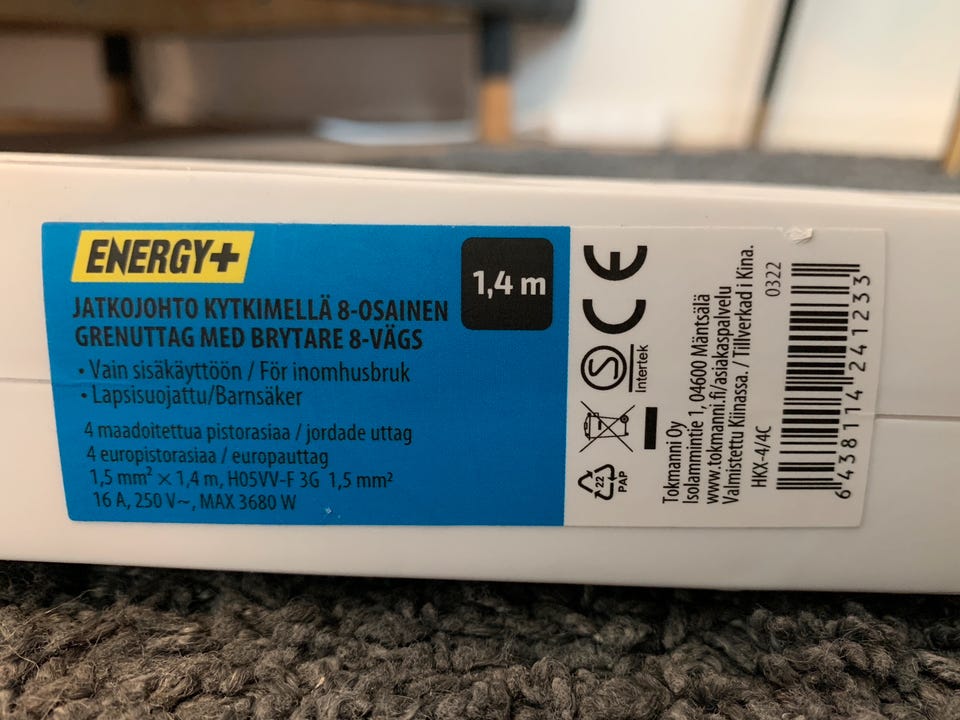 ENERGY+
1,4 m
JATKOJOHTO KYTKIMELLÄ 8-OSAINEN
GRENUTTAG MED BRYTARE 8-VÄGS
• Vain sisäkäyttöön / För inomhusbruk
• Lapsisuojattu/Barnsäker
4 maadoitettua pistorasiaa / jordade uttag
4 europistorasiaa / europauttag
1,5 mm² × 1,4 m, H05VV-F 3G 1,5 mm²
16 A, 250 V~, MAX 3680 W
CE
S
Intertek
22
PAP
Tokmanni Oy
Isolammintie 1, 04600 Mäntsälä
www.tokmanni.fi/asiakaspalvelu
Valmistettu Kiinassa. / Tillverkad i Kina.
HKX-4/4C 0322
6 438114 241233